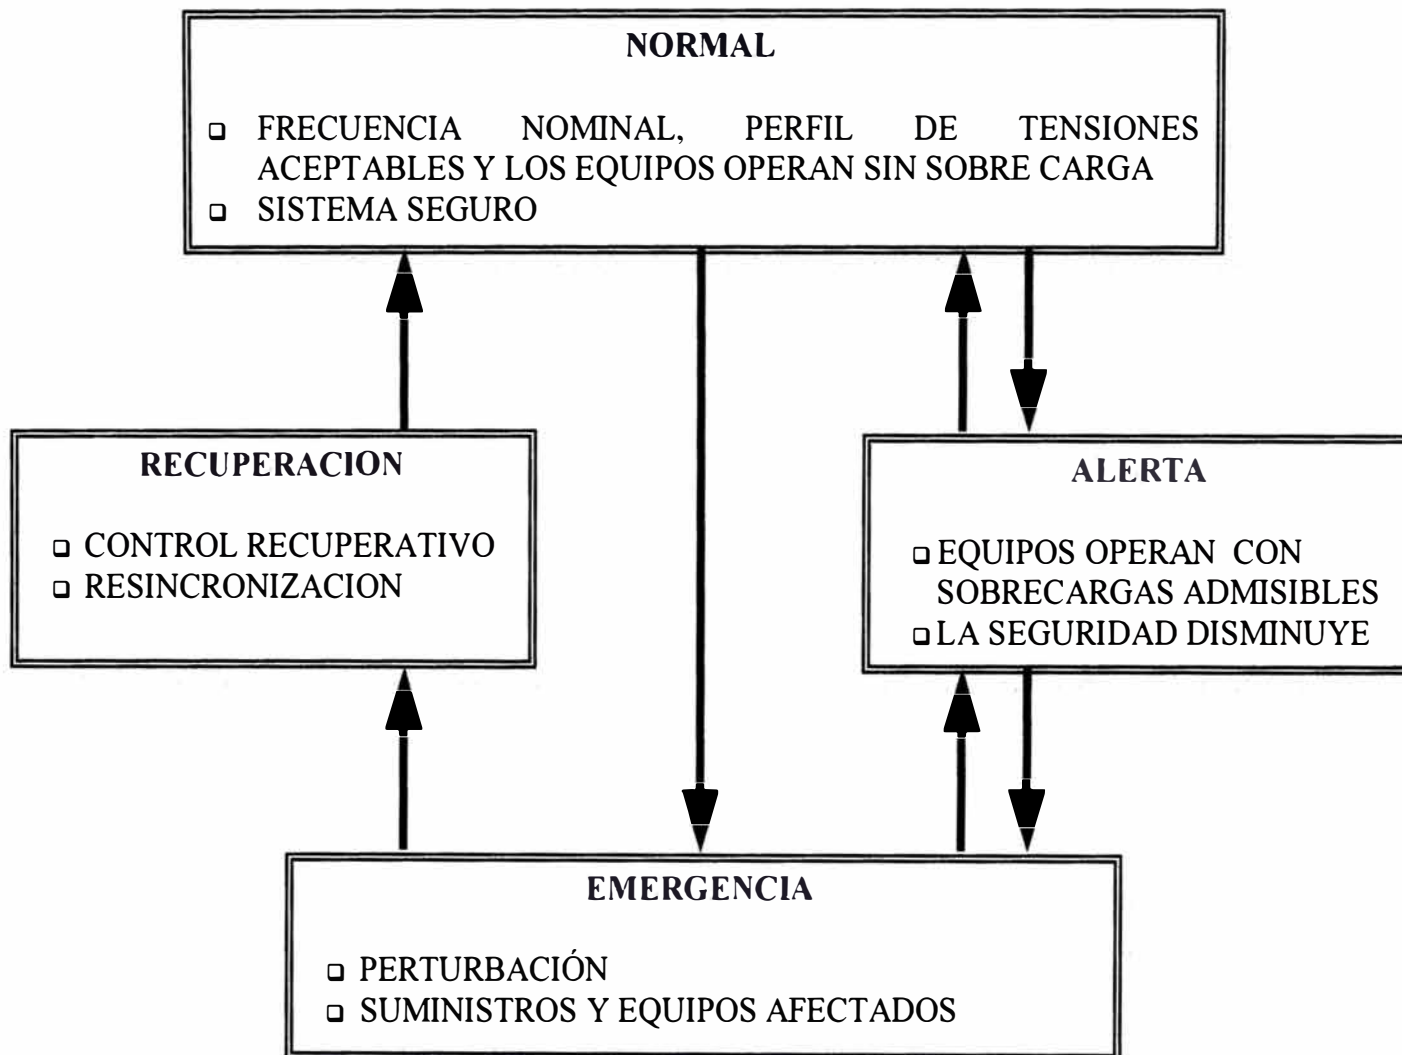 NORMAL
FRECUENCIA NOMINAL, PERFIL DE TENSIONES
ACEPTABLES Y LOS EQUIPOS OPERAN SIN SOBRE CARGA
SISTEMA SEGURO
RECUPERACION
CONTROL RECUPERATIVO
RESINCRONIZACION
ALERTA
EQUIPOS OPERAN CON
SOBRECARGAS ADMISIBLES
LA SEGURIDAD DISMINUYE
EMERGENCIA
PERTURBACIÓN
SUMINISTROS Y EQUIPOS AFECTADOS